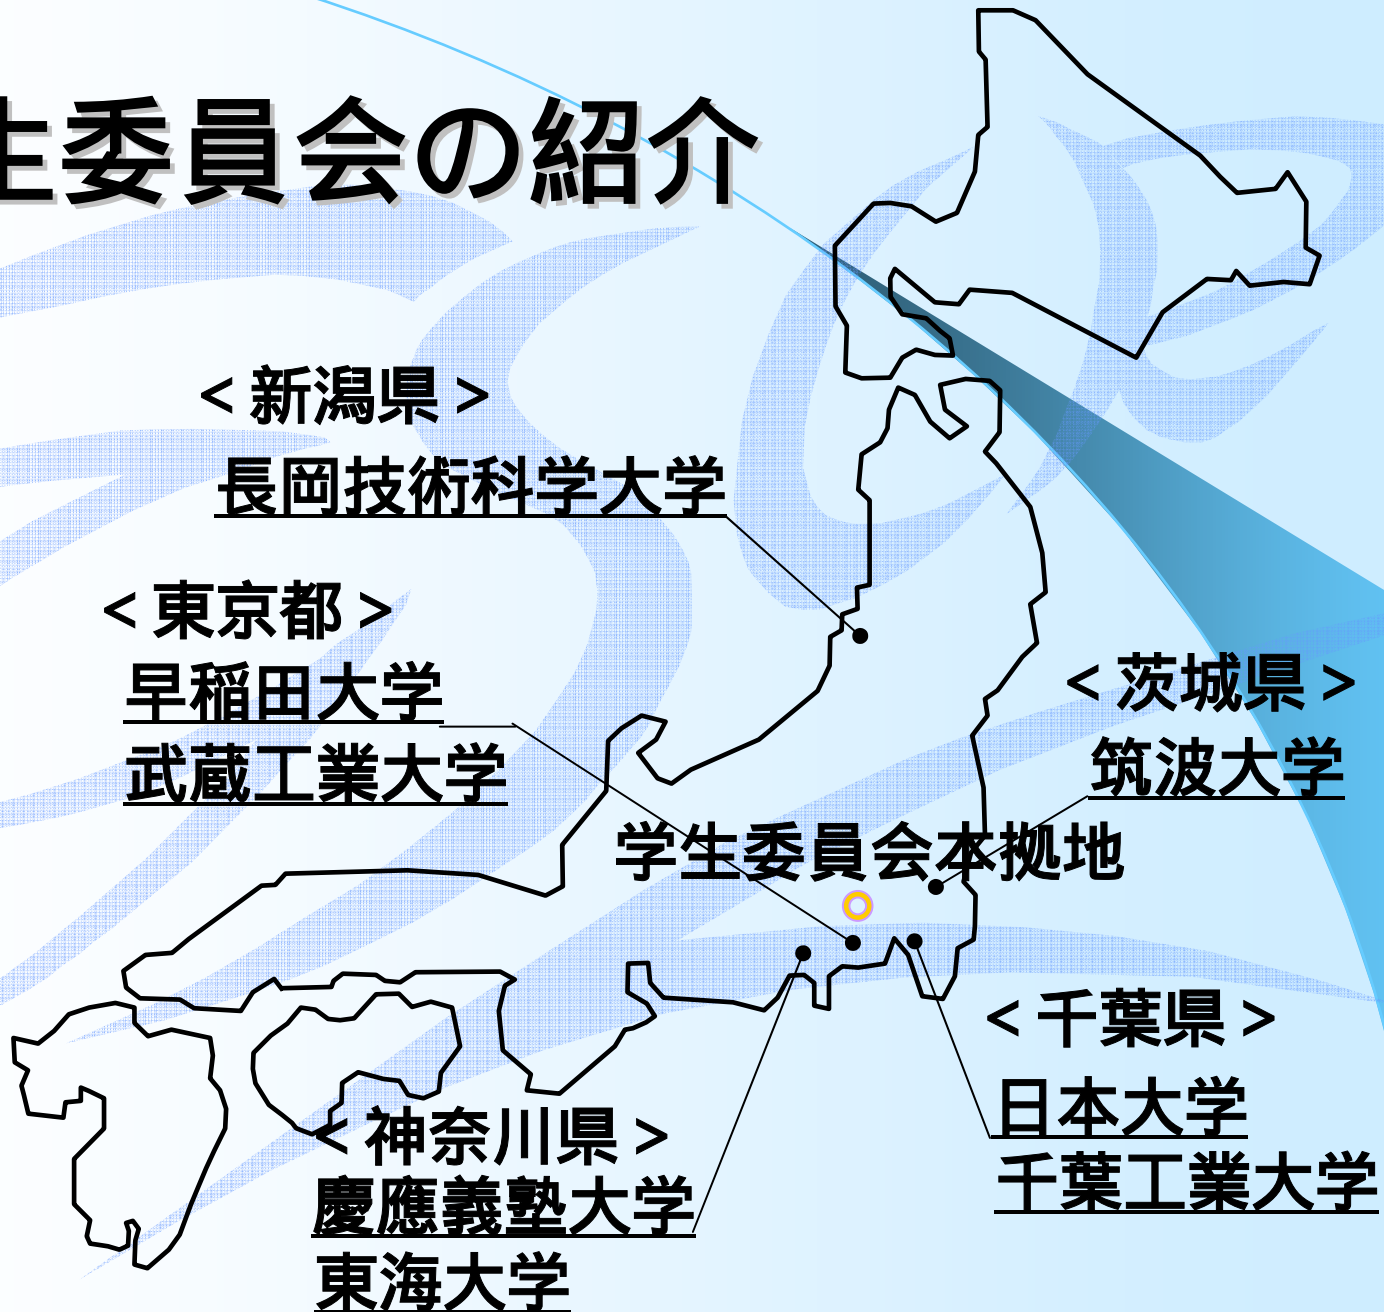 生委員会の紹介
＜新潟県＞
長岡技術科学大学
＜東京都＞
早稲田大学
武蔵工業大学
＜茨城県＞
筑波大学
学生委員会本拠地
＜千葉県＞
日本大学
千葉工業大学
＜神奈川県＞
慶應義塾大学
東海大学